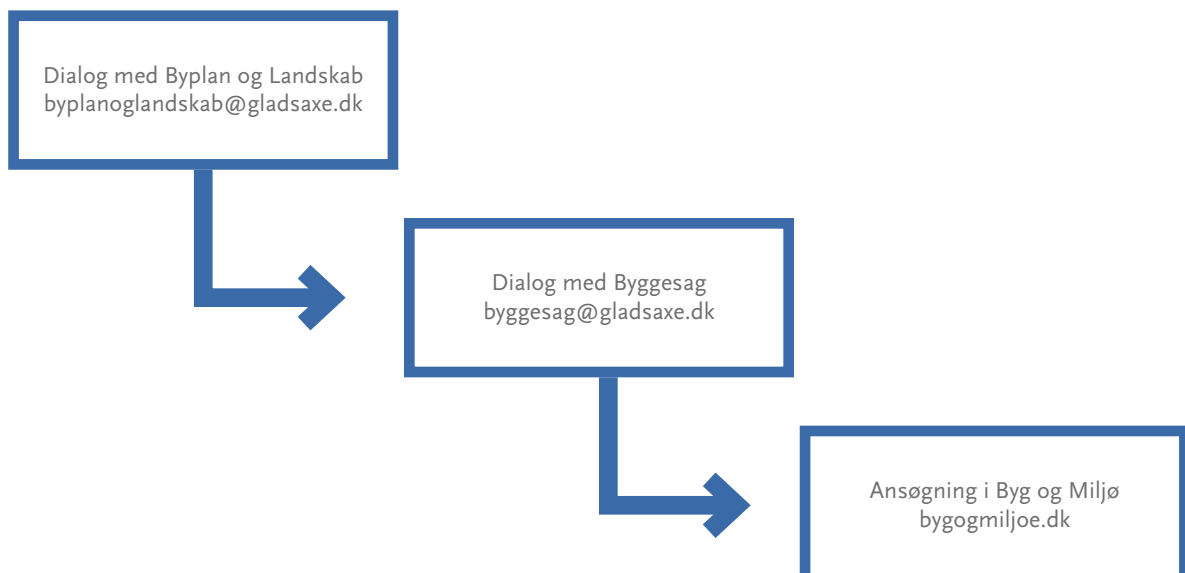 Dialog med Byplan og Landskab
byplanoglandskab@gladsaxe.dk
Dialog med Byggesag
byggesag@gladsaxe.dk
Ansøgning i Byg og Miljø
bygogmiljoe.dk